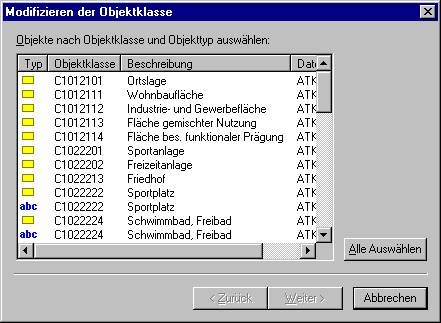 Modifizieren der Objektklasse
Objekte nach Objektklasse und Objekttyp auswählen:
Typ Objektklasse Beschreibung Date
C1012101 Ortslage ATK
C1012111 Wohnbaufläche ATK
C1012112 Industrie- und Gewerbefläche ATK
C1012113 Fläche gemischter Nutzung ATK
C1012114 Fläche bes. funktionaler Prägung ATK
C1022201 Sportanlage ATK
C1022202 Freizeitanlage ATK
C1022213 Friedhof ATK
C1022222 Sportplatz ATK
abc C1022222 Sportplatz ATK
C1022224 Schwimmbad, Freibad ATK
abc C1022224 Schwimmbad, Freibad ATK
Alle Auswählen
< Zurück Weiter > Abbrechen